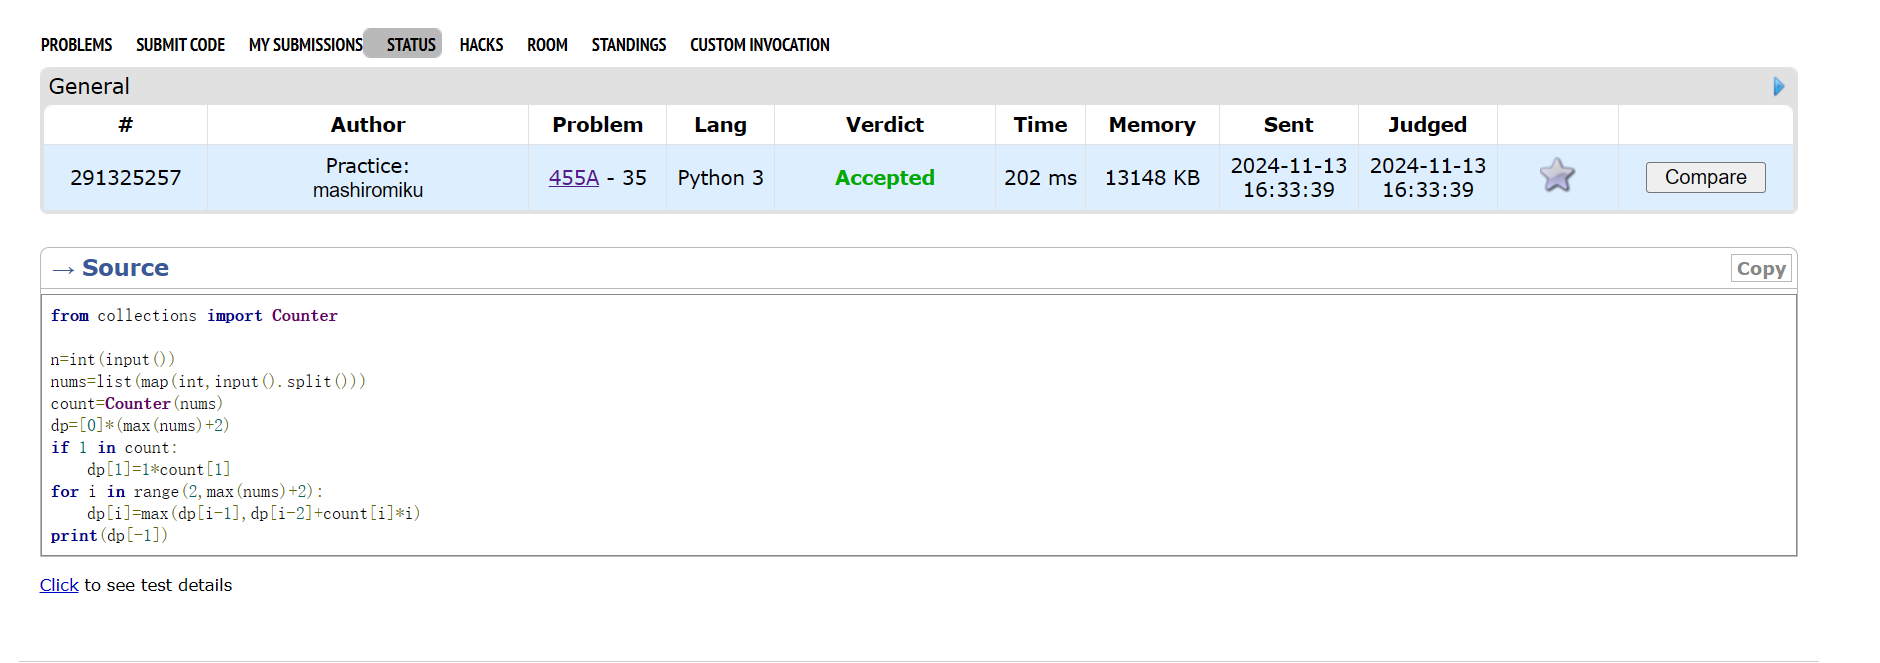 PROBLEMS SUBMIT CODE MY SUBMISSIONS STATUS HACKS ROOM STANDINGS CUSTOM INVOCATION
General
# Author Problem Lang Verdict Time Memory Sent Judged
291325257 Practice: mashiromiku 455A - 35 Python 3 Accepted 202 ms 13148 KB 2024-11-13 16:33:39 2024-11-13 16:33:39 Compare
→ Source Copy
from collections import Counter
n=int(input())
nums=list(map(int,input().split()))
count=Counter(nums)
dp=[0]*(max(nums)+2)
if 1 in count:
    dp[1]=1*count[1]
for i in range(2,max(nums)+2):
    dp[i]=max(dp[i-1],dp[i-2]+count[i]*i)
print(dp[-1])
Click to see test details